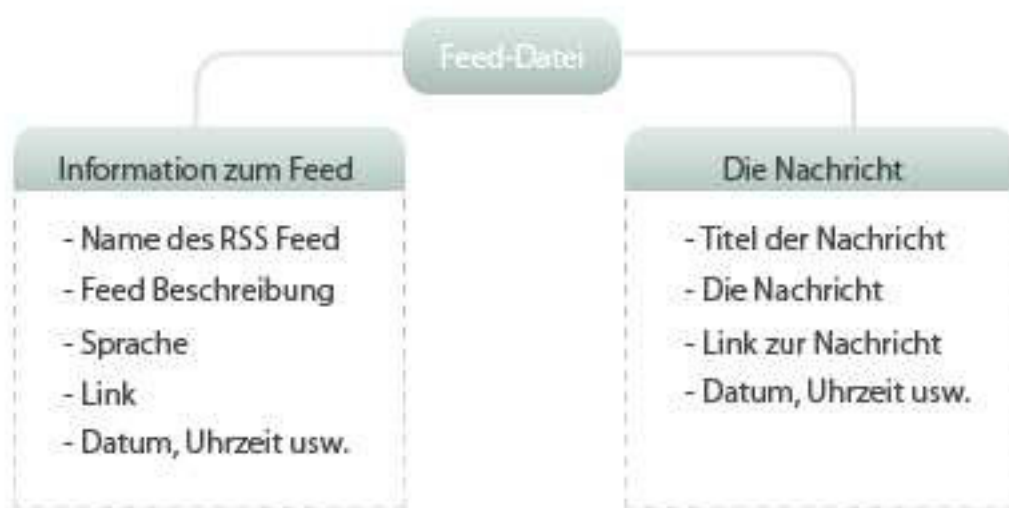 Feed-Datei
Information zum Feed
- Name des RSS Feed
- Feed Beschreibung
- Sprache
- Link
- Datum, Uhrzeit usw.
Die Nachricht
- Titel der Nachricht
- Die Nachricht
- Link zur Nachricht
- Datum, Uhrzeit usw.